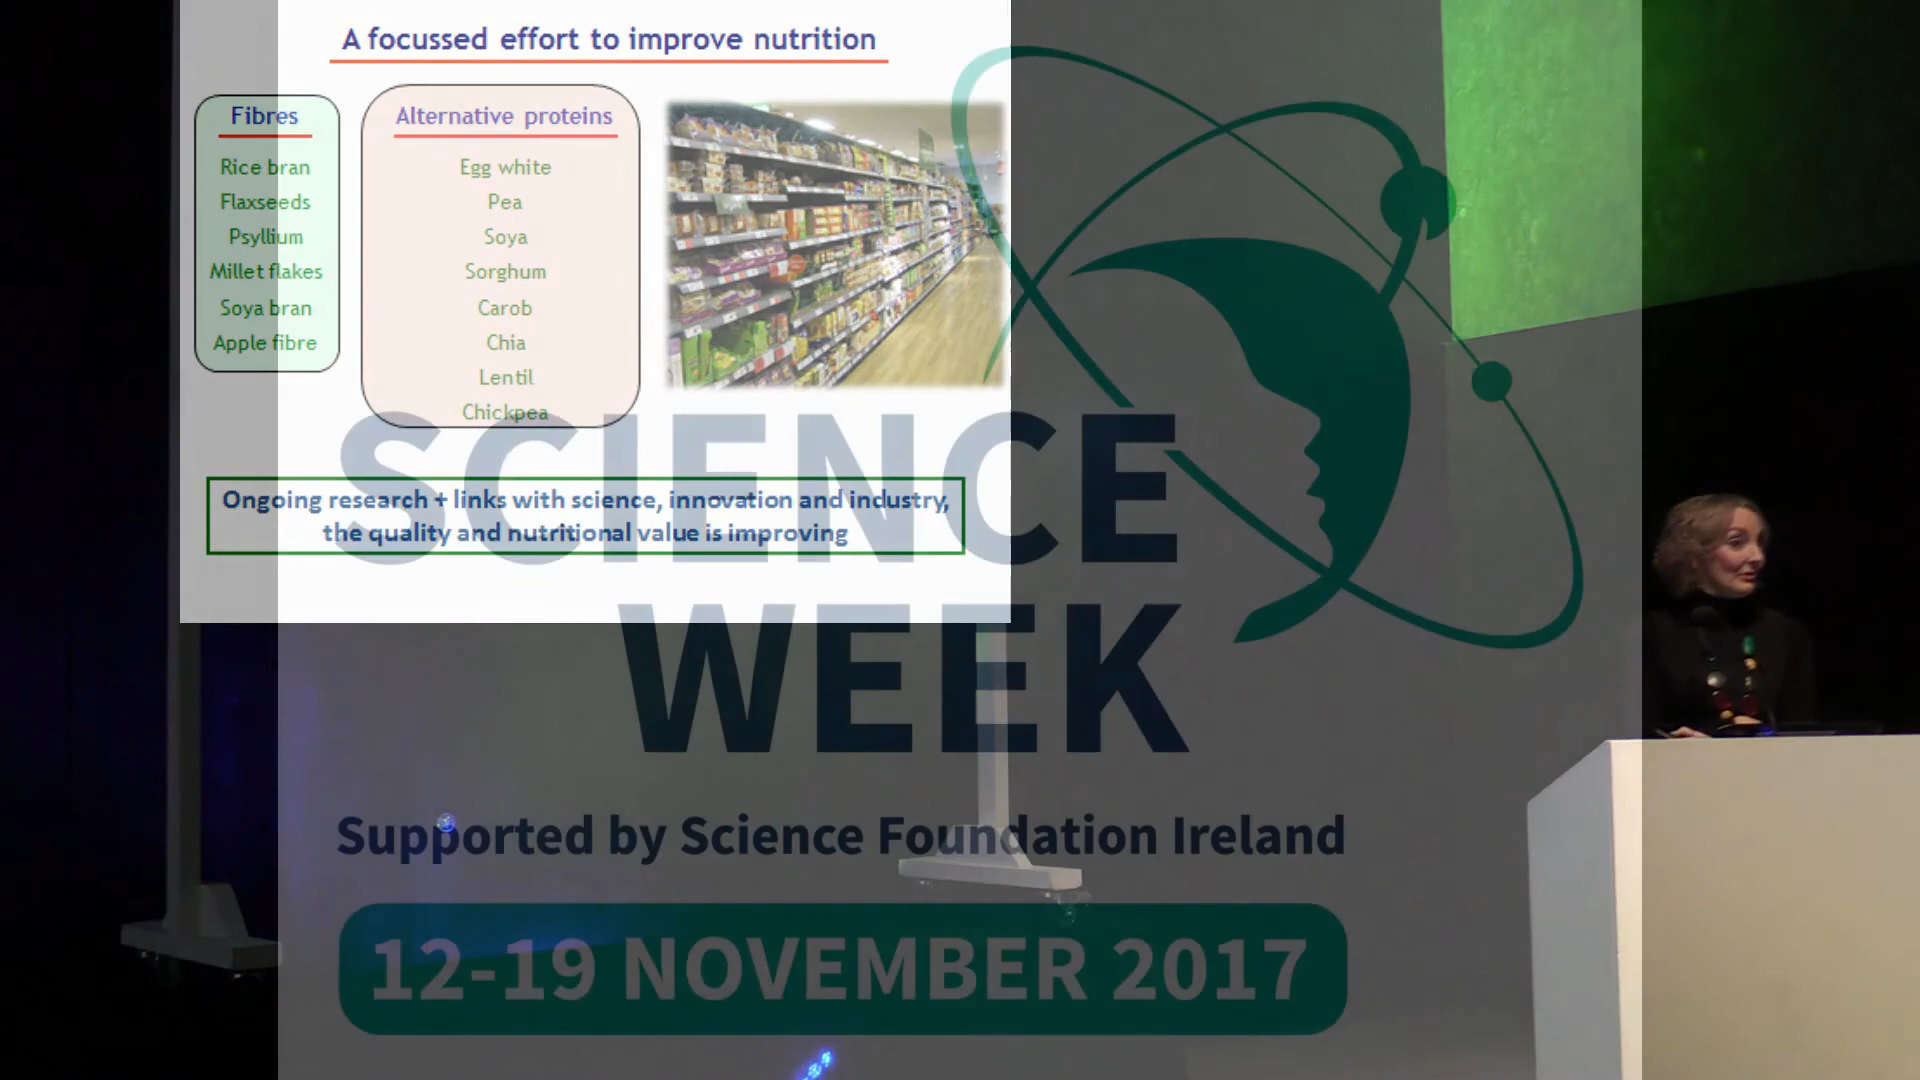 A focussed effort to improve nutrition
Fibres
Rice bran
Flaxseeds
Psyllium
Millet flakes
Soya bran
Apple fibre
Alternative proteins
Egg white
Pea
Soya
Sorghum
Carob
Chia
Lentil
Chickpea
Ongoing research + links with science, innovation and industry,
the quality and nutritional value is improving
SCIENCE
WEEK
Supported by Science Foundation Ireland
12-19 NOVEMBER 2017